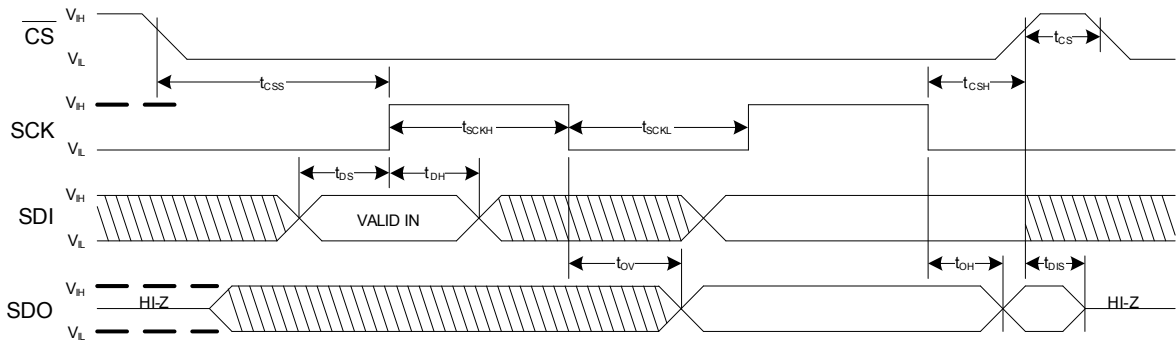 V_IH
CS
V_IL
t_CS
t_CSS
t_CSH
V_IH
SCK
V_IL
t_SCKH
t_SCKL
t_DS
t_DH
V_IH
SDI
V_IL
VALID IN
t_OV
t_OH
t_DIS
V_IH
SDO
V_IL
HI-Z
HI-Z